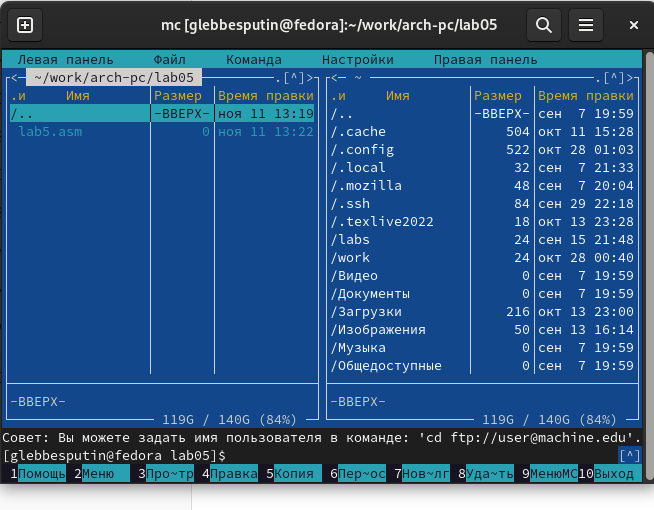 mc [glebbesputin@fedora]:~/work/arch-pc/lab05
Левая панель Файл Команда Настройки Правая панель
<— ~/work/arch-pc/lab05 .[^]> <— ~ .[^]>
.и Имя Размер Время правки .и Имя Размер Время правки
/.. -ВВЕРХ- ноя 11 13:19 /.. -ВВЕРХ- сен 7 19:59
lab5.asm 0 ноя 11 13:22 /.cache 504 окт 11 15:28
/.config 522 окт 28 01:03
/.local 32 сен 7 21:33
/.mozilla 48 сен 7 20:04
/.ssh 84 сен 29 22:18
/.texlive2022 18 окт 13 23:28
/labs 24 сен 15 21:48
/work 24 окт 28 00:40
/Видео 0 сен 7 19:59
/Документы 0 сен 7 19:59
/Загрузки 216 окт 13 23:00
/Изображения 50 сен 13 16:14
/Музыка 0 сен 7 19:59
/Общедоступные 0 сен 7 19:59
-ВВЕРХ- -ВВЕРХ-
119G / 140G (84%) 119G / 140G (84%)
Совет: Вы можете задать имя пользователя в команде: 'cd ftp://user@machine.edu'.
[glebbesputin@fedora lab05]$ [^]
1Помощь 2Меню 3Про~тр 4Правка 5Копия 6Пер~ос 7Нов~лг 8Уда~ть 9МенюМС 10Выход